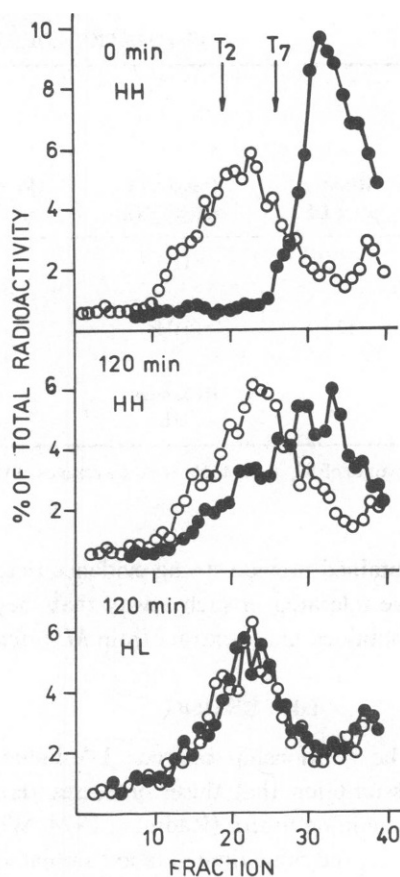 % OF TOTAL RADIOACTIVITY
0 min
HH
T2
T7
10
8
6
4
2
120 min
HH
6
4
2
120 min
HL
6
4
2
10 20 30 40
FRACTION